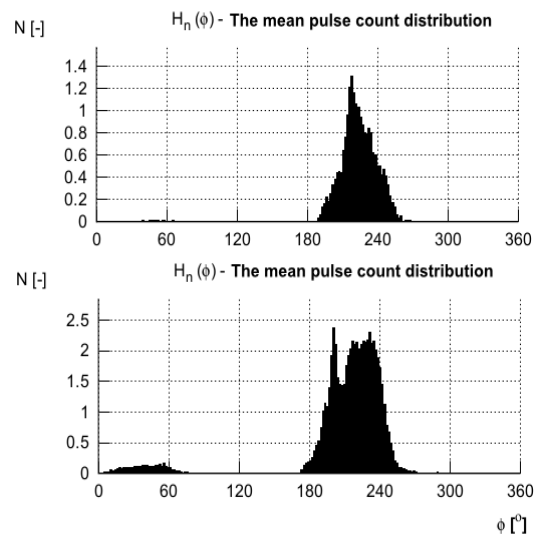 H_n (ϕ) - The mean pulse count distribution
N [-]
1.4
1.2
1
0.8
0.6
0.4
0.2
0
0 60 120 180 240 300 360
H_n (ϕ) - The mean pulse count distribution
N [-]
2.5
2
1.5
1
0.5
0
0 60 120 180 240 300 360
ϕ [º]